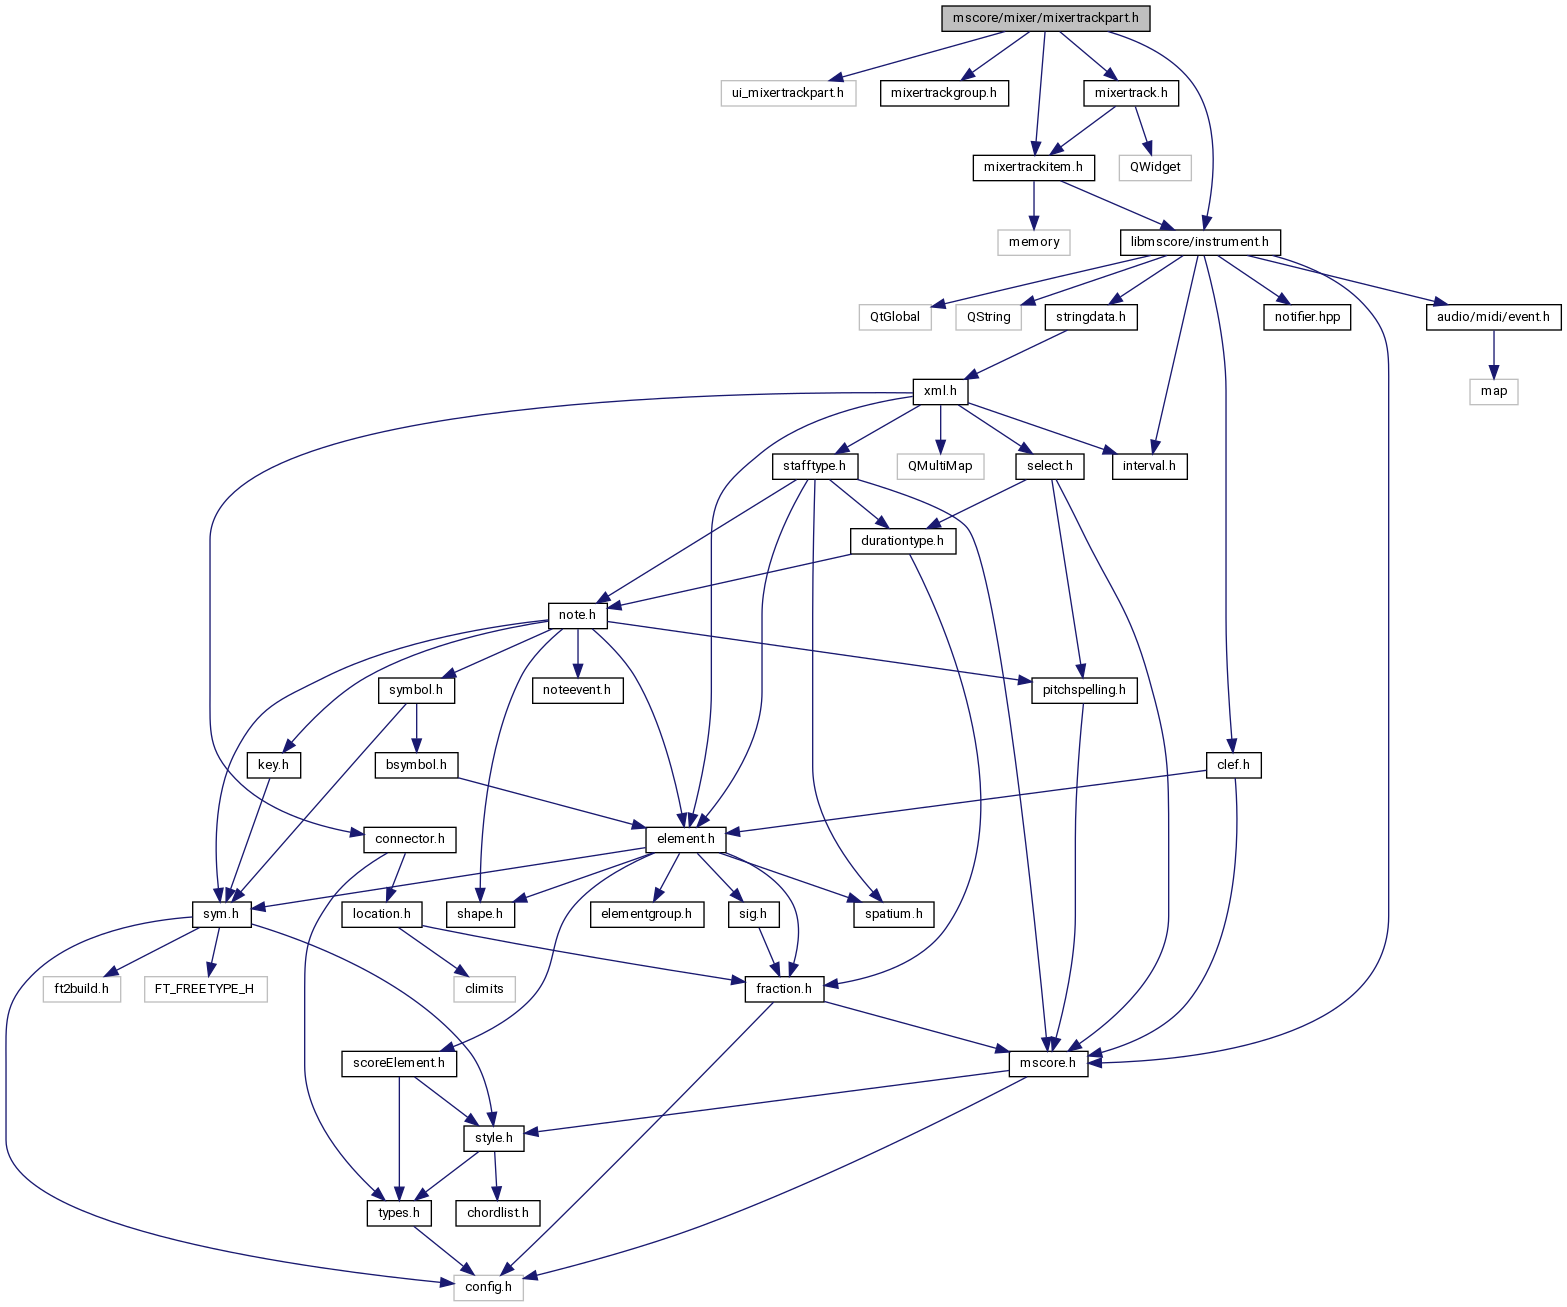 mscore/mixer/mixertrackpart.h
ui_mixertrackpart.h
mixertrackgroup.h
mixertrack.h
mixertrackitem.h
QWidget
memory
libmscore/instrument.h
QtGlobal
QString
stringdata.h
notifier.hpp
audio/midi/event.h
xml.h
map
stafftype.h
QMultiMap
select.h
interval.h
durationtype.h
note.h
symbol.h
noteevent.h
pitchspelling.h
key.h
bsymbol.h
clef.h
connector.h
element.h
sym.h
location.h
shape.h
elementgroup.h
sig.h
spatium.h
ft2build.h
FT_FREETYPE_H
climits
fraction.h
scoreElement.h
mscore.h
style.h
types.h
chordlist.h
config.h